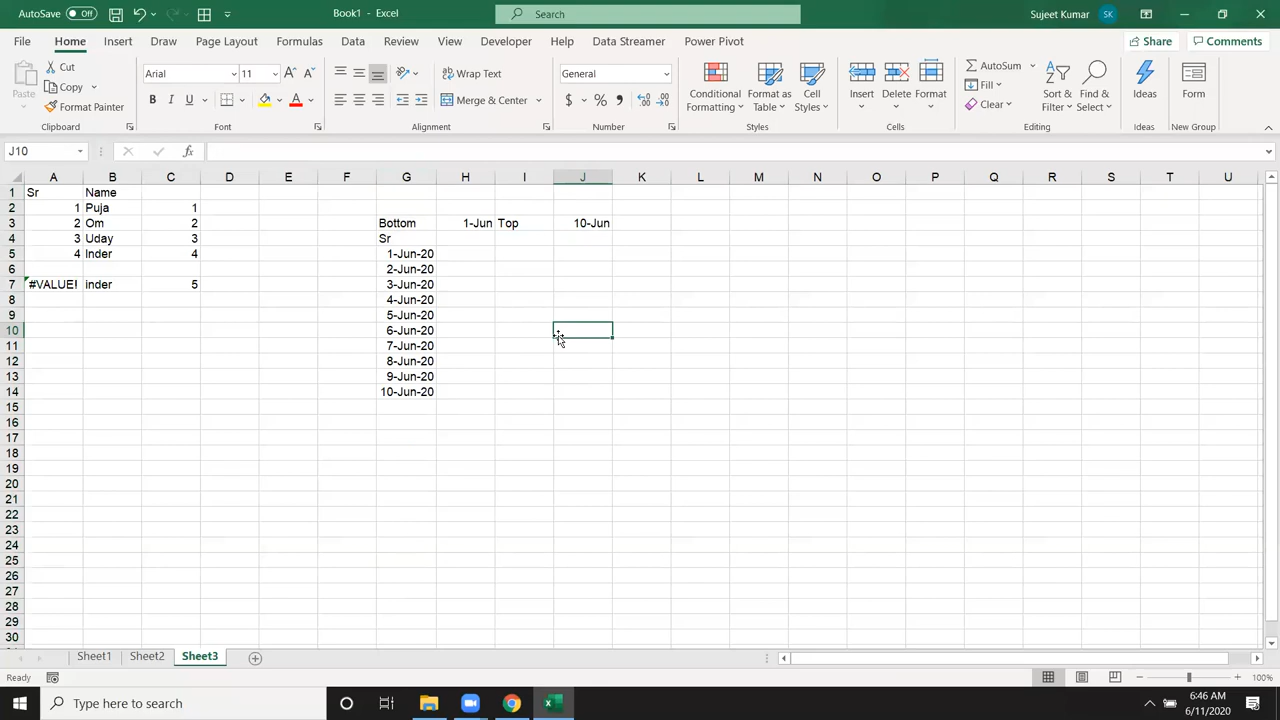 AutoSave Off Book1 - Excel Search Sujeet Kumar SK
File Home Insert Draw Page Layout Formulas Data Review View Developer Help Data Streamer Power Pivot Share Comments
Paste Cut Copy Format Painter Clipboard
Arial 11 A A B I U A Font
Wrap Text Merge & Center Alignment
General $ % , Number
Conditional Formatting Format as Table Cell Styles Styles
Insert Delete Format Cells
AutoSum Fill Clear Sort & Filter Find & Select Editing
Ideas Ideas
Form New Group
J10 fx
A B C D E F G H I J K L M N O P Q R S T U
1 Sr Name
2 1 Puja 1
3 2 Om 2 Bottom 1-Jun Top 10-Jun
4 3 Uday 3 Sr
5 4 Inder 4 1-Jun-20
6 2-Jun-20
7 #VALUE! inder 5 3-Jun-20
8 4-Jun-20
9 5-Jun-20
10 6-Jun-20
11 7-Jun-20
12 8-Jun-20
13 9-Jun-20
14 10-Jun-20
15
16
17
18
19
20
21
22
23
24
25
26
27
28
29
30
Sheet1 Sheet2 Sheet3
Ready 100%
Type here to search 6:46 AM
6/11/2020